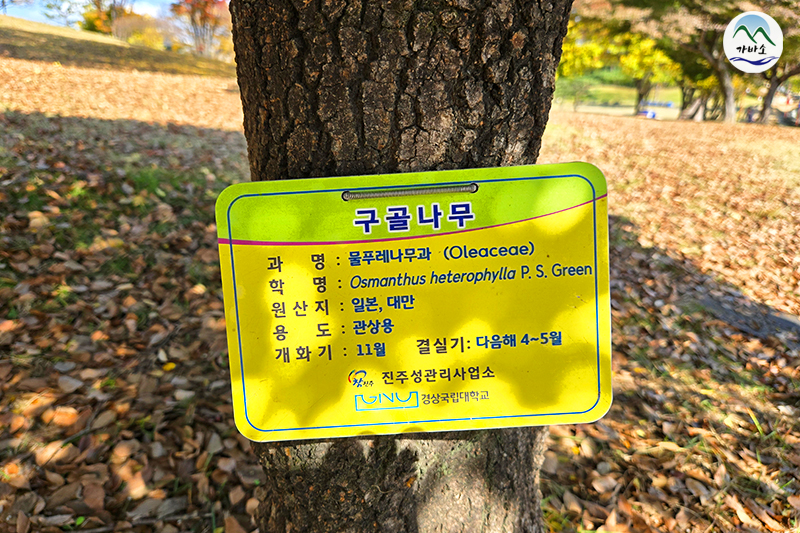 가바소
구골나무
과 명 : 물푸레나무과 (Oleaceae)
학 명 : Osmanthus heterophylla P. S. Green
원산지 : 일본, 대만
용 도 : 관상용
개화기 : 11월 결실기: 다음해 4~5월
참진주 진주성관리사업소
GNU 경상국립대학교